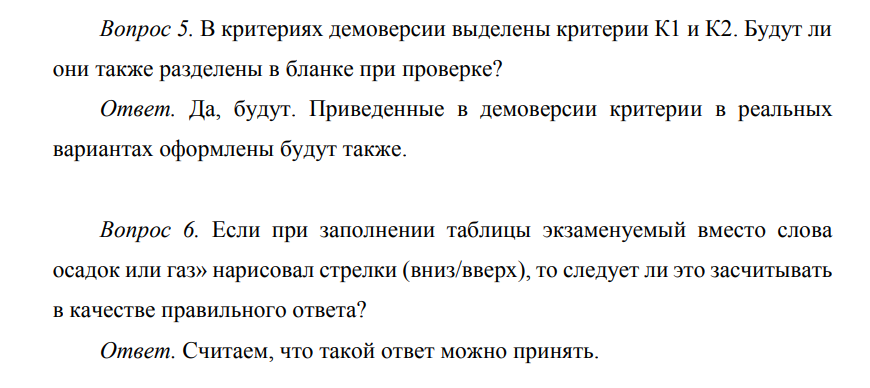 Вопрос 5. В критериях демоверсии выделены критерии К1 и К2. Будут ли
они также разделены в бланке при проверке?
Ответ. Да, будут. Приведенные в демоверсии критерии в реальных
вариантах оформлены будут также.
Вопрос 6. Если при заполнении таблицы экзаменуемый вместо слова
осадок или газ» нарисовал стрелки (вниз/вверх), то следует ли это засчитывать
в качестве правильного ответа?
Ответ. Считаем, что такой ответ можно принять.